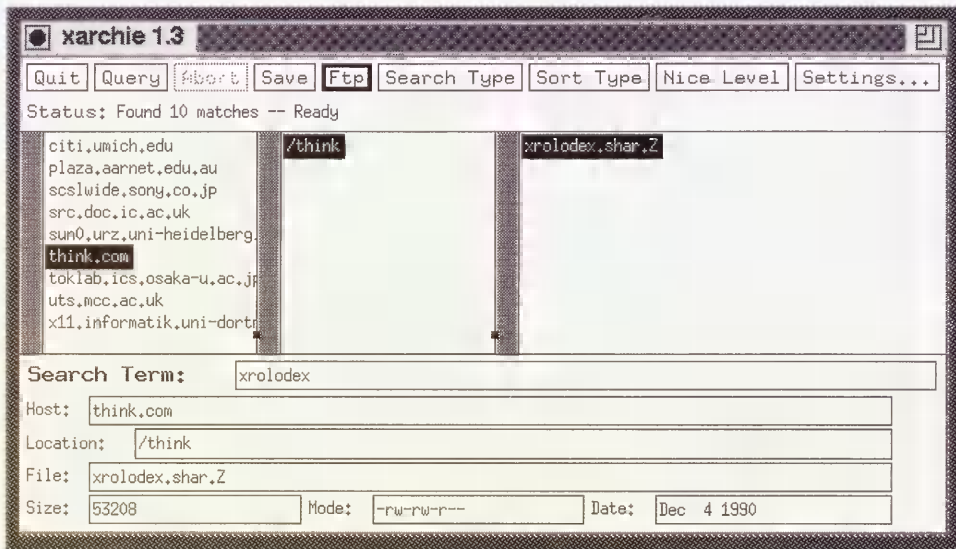 xarchie 1.3
Quit Query Abort Save Ftp Search Type Sort Type Nice Level Settings...
Status: Found 10 matches -- Ready
citi.umich.edu /think xrolodex.shar.Z
plaza.aarnet.edu.au
scslwide.sony.co.jp
src.doc.ic.ac.uk
sun0.urz.uni-heidelberg.
think.com
toklab.ics.osaka-u.ac.jp
uts.mcc.ac.uk
x11.informatik.uni-dortm
Search Term: xrolodex
Host: think.com
Location: /think
File: xrolodex.shar.Z
Size: 53208 Mode: -rw-rw-r-- Date: Dec 4 1990